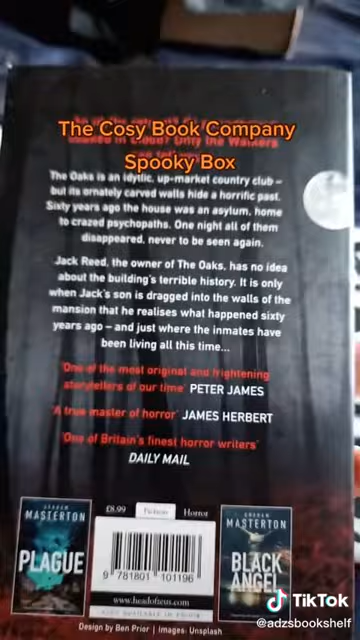 The Cosy Book Company
Spooky Box
The Oaks is an idyllic, up-market country club –
but its ornately carved walls hide a horrific past.
Sixty years ago the house was an asylum, home
to crazed psychopaths. One night all of them
disappeared, never to be seen again.
Jack Reed, the owner of The Oaks, has no idea
about the building's terrible history. It is only
when Jack's son is dragged into the walls of the
mansion that he realises what happened sixty
years ago – and just where the inmates have
been living all this time...
'One of the most original and frightening
storytellers of our time' PETER JAMES
'A true master of horror' JAMES HERBERT
'One of Britain's finest horror writers'
DAILY MAIL
GRAHAM
MASTERTON
PLAGUE
£8.99 Fiction Horror
9 781801 101196
www.headofzeus.com
ALSO AVAILABLE IN EBOOK
GRAHAM
MASTERTON
BLACK
ANGEL
Design by Ben Prior | Images: Unsplash
TikTok
@adzsbookshelf